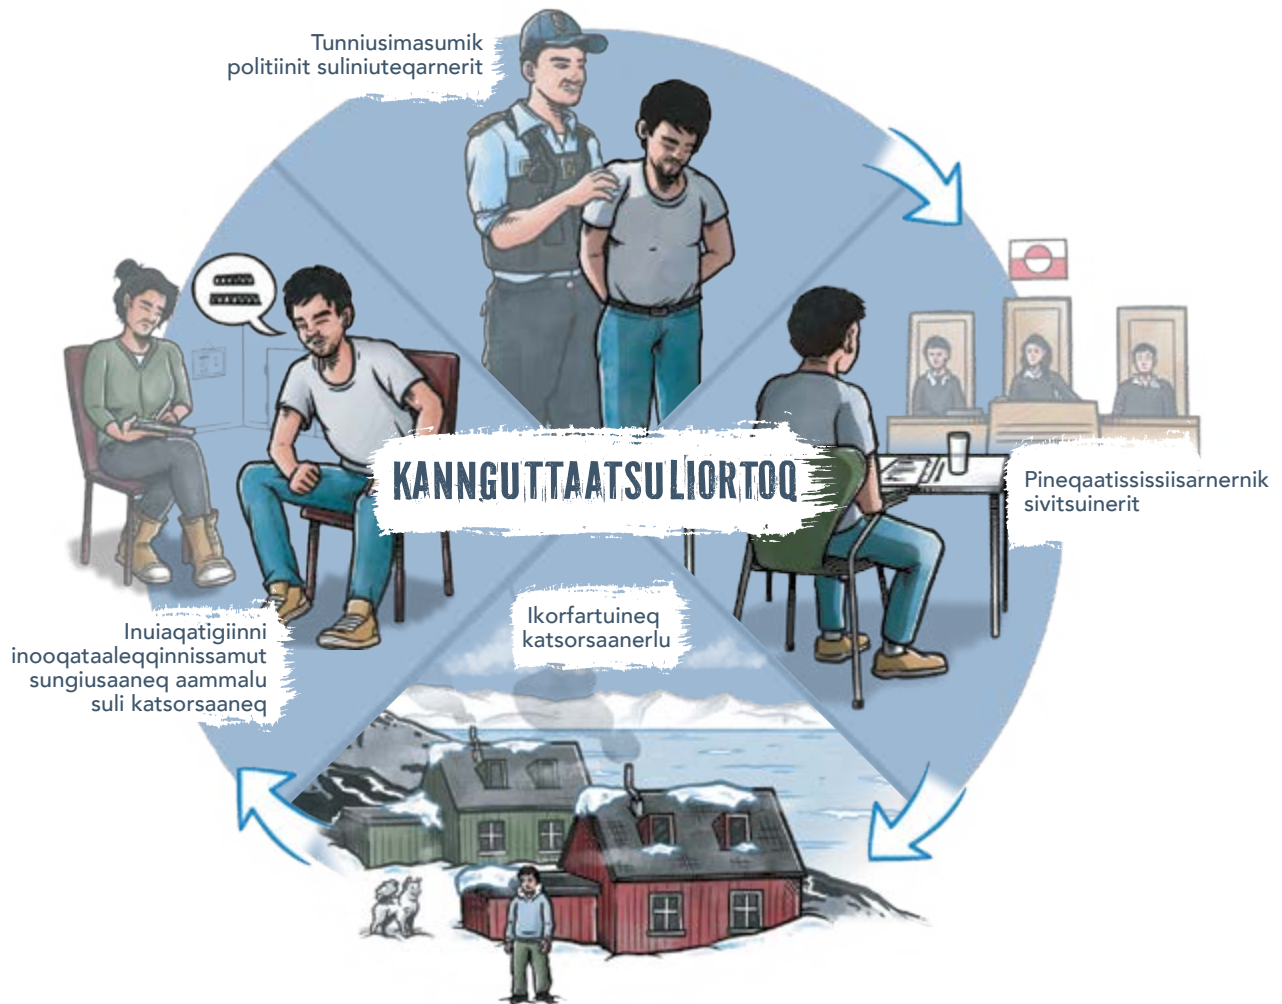 Tunniusimasumik
politiinit suliniuteqarnerit
KANNGUTTAATSULIORTOQ
Pineqaatississiisarnernik
sivitsuinerit
Ikorfartuineq
katsorsaanerlu
Inuiaqatigiinni
inooqataaleqqinnissamut
sungiusaaneq aammalu
suli katsorsaaneq